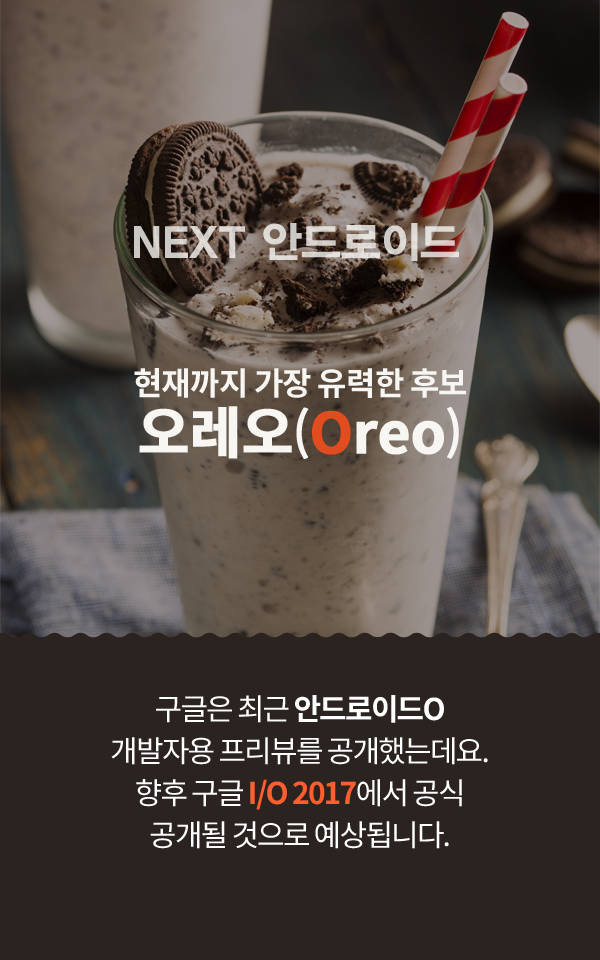 NEXT 안드로이드
현재까지 가장 유력한 후보
오레오(Oreo)
구글은 최근 안드로이드O
개발자용 프리뷰를 공개했는데요.
향후 구글 I/O 2017에서 공식
공개될 것으로 예상됩니다.